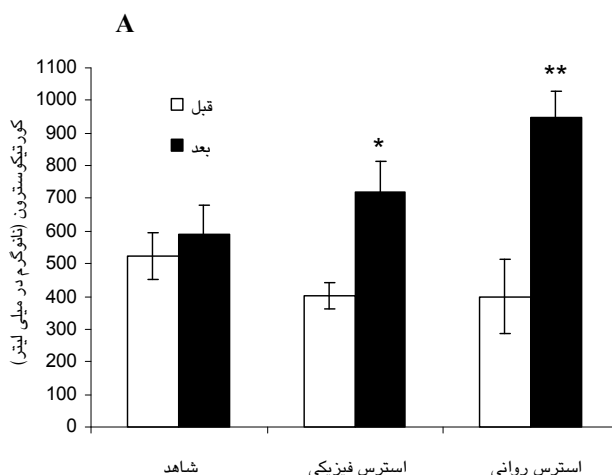 A
1100
1000
900
800
700
600
500
400
300
200
100
0
کورتیکوسترون (نانوگرم در میلی لیتر)
قبل
بعد
*
**
شاهد
استرس فیزیکی
استرس روانی